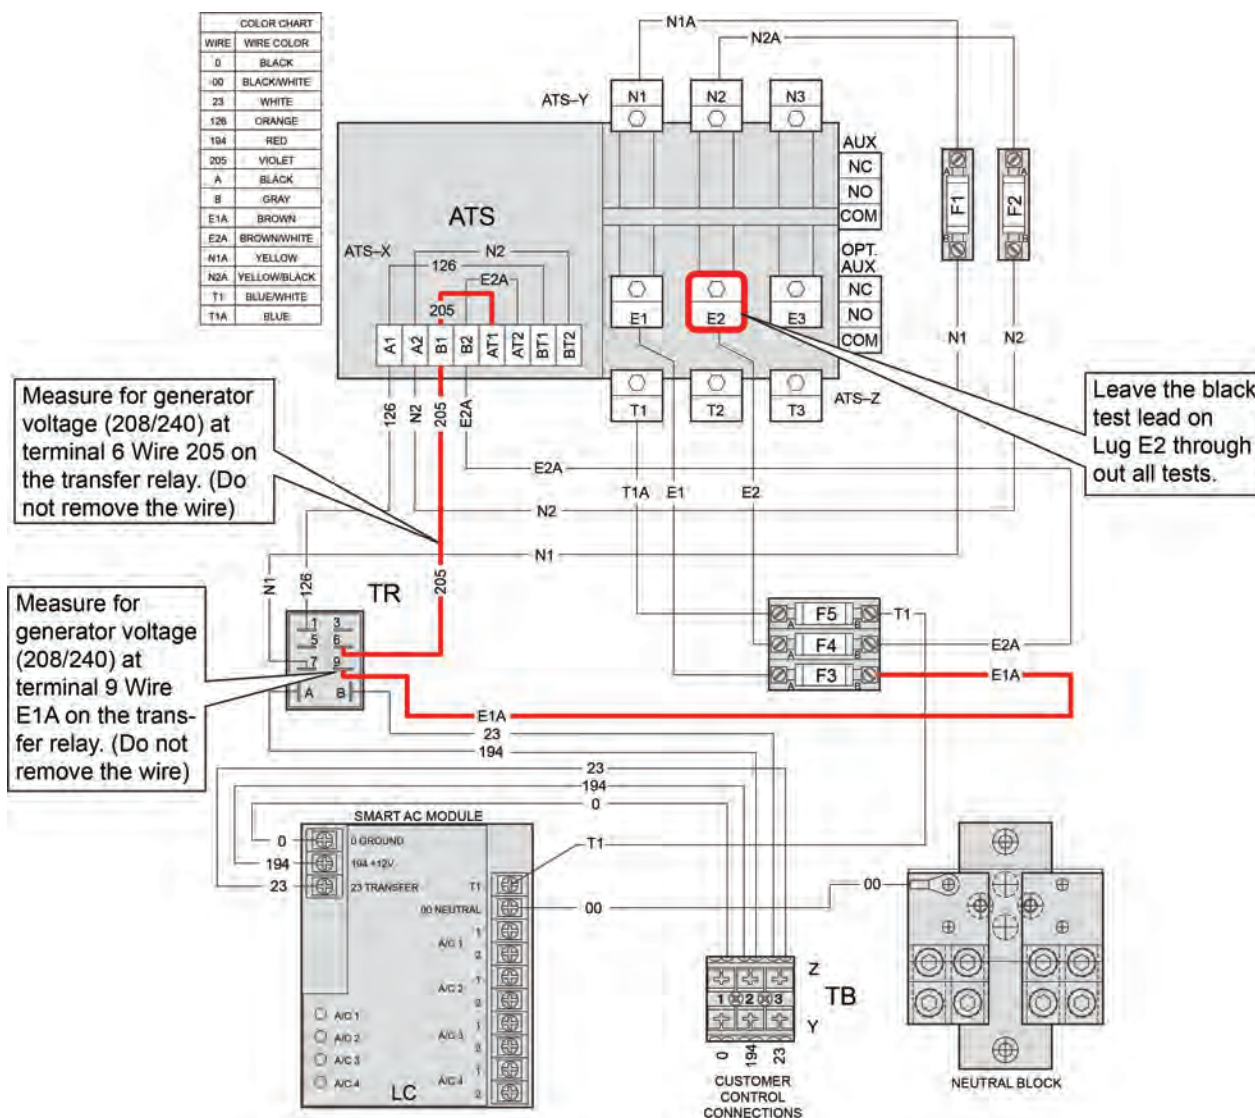 COLOR CHART
WIRE WIRE COLOR
0 BLACK
00 BLACK/WHITE
23 WHITE
126 ORANGE
194 RED
205 VIOLET
A BLACK
B GRAY
E1A BROWN
E2A BROWN/WHITE
N1A YELLOW
N2A YELLOW/BLACK
T1 BLUE/WHITE
T1A BLUE
N1A
N2A
ATS-Y
N1 N2 N3
AUX
NC
NO
COM
OPT.
AUX
NC
NO
COM
A
F1
B
A
F2
B
ATS
ATS-X
N2
126
E2A
205
A1 A2 B1 B2 AT1 AT2 BT1 BT2
E1 E2 E3
N1 N2
T1 T2 T3
ATS-Z
Measure for generator
voltage (208/240) at
terminal 6 Wire 205 on
the transfer relay. (Do
not remove the wire)
Leave the black
test lead on
Lug E2 through
out all tests.
126 N2 205 E2A
E2A
T1A E1 E2
N2
N1
N1 126 TR 205
Measure for
generator voltage
(208/240) at
terminal 9 Wire
E1A on the trans-
fer relay. (Do not
remove the wire)
1 3
5 6
7 9
A B
A F5 B T1
A F4 B E2A
A F3 B E1A
E1A
23
194
23
194
0
SMART AC MODULE
0 0 GROUND
194 194 +12V
23 23 TRANSFER
T1
T1
00 NEUTRAL
00
00
A/C 1 1
2
A/C 2 1
2
A/C 3 1
2
A/C 4 1
2
A/C 1
A/C 2
A/C 3
A/C 4
LC
Z
1 2 3 TB
Y
0 194 23
CUSTOMER
CONTROL
CONNECTIONS
NEUTRAL BLOCK